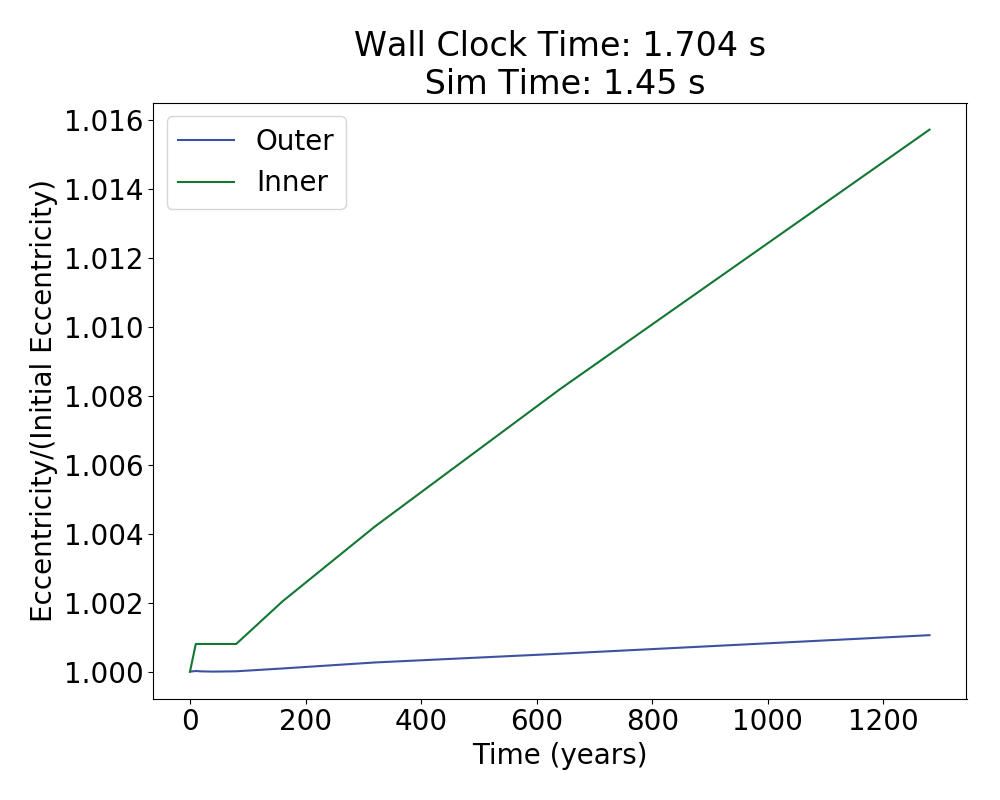 Wall Clock Time: 1.704 s
Sim Time: 1.45 s
Outer
Inner
Eccentricity/(Initial Eccentricity)
1.016
1.014
1.012
1.010
1.008
1.006
1.004
1.002
1.000
0 200 400 600 800 1000 1200
Time (years)